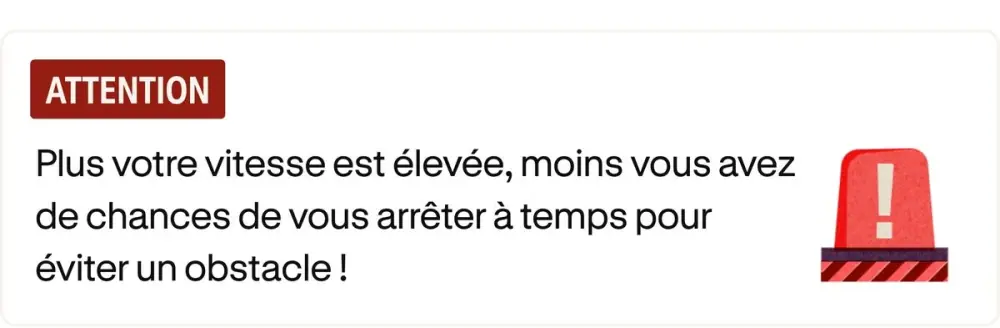 ATTENTION
Plus votre vitesse est élevée, moins vous avez
de chances de vous arrêter à temps pour
éviter un obstacle !